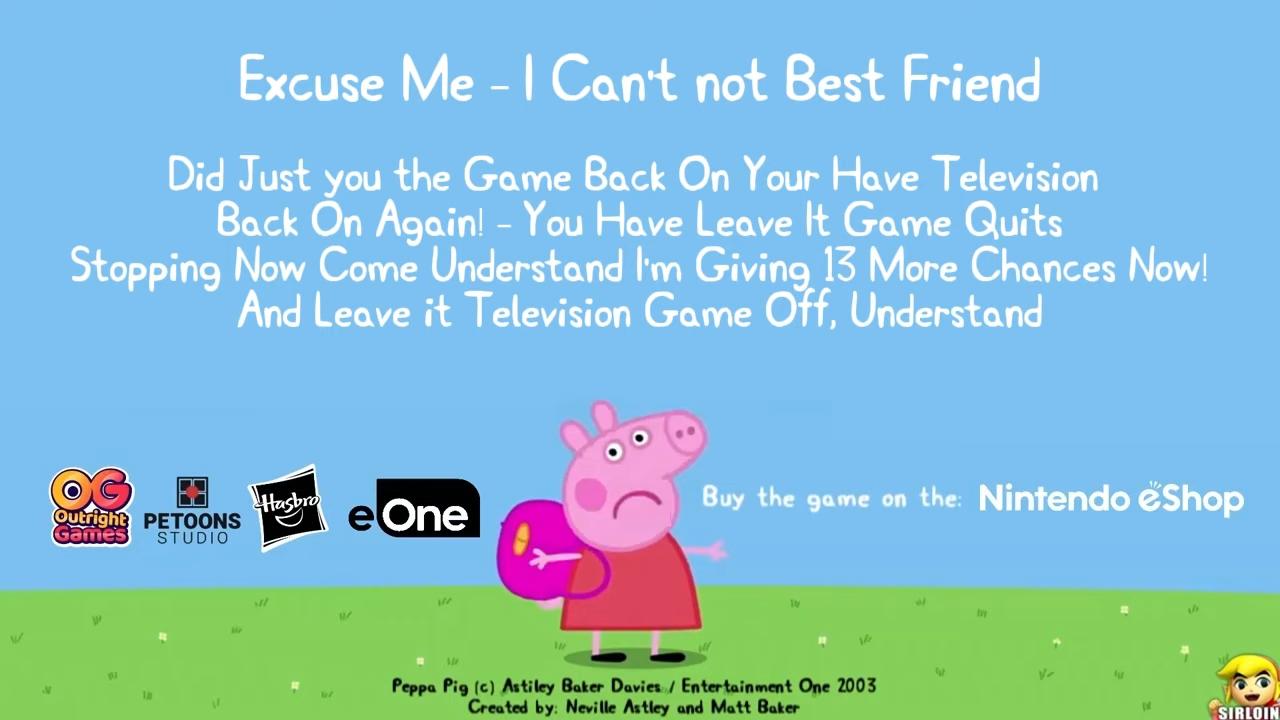 Excuse Me - I Can't not Best Friend
Did Just you the Game Back On Your Have Television
Back On Again! - You Have Leave It Game Quits
Stopping Now Come Understand I'm Giving 13 More Chances Now!
And Leave it Television Game Off, Understand
OG
Outright
Games
PETOONS
STUDIO
Hasbro
eOne
Buy the game on the: Nintendo eShop
Peppa Pig (c) Astiley Baker Davies / Entertainment One 2003
Created by: Neville Astley and Matt Baker
SIRLOIN